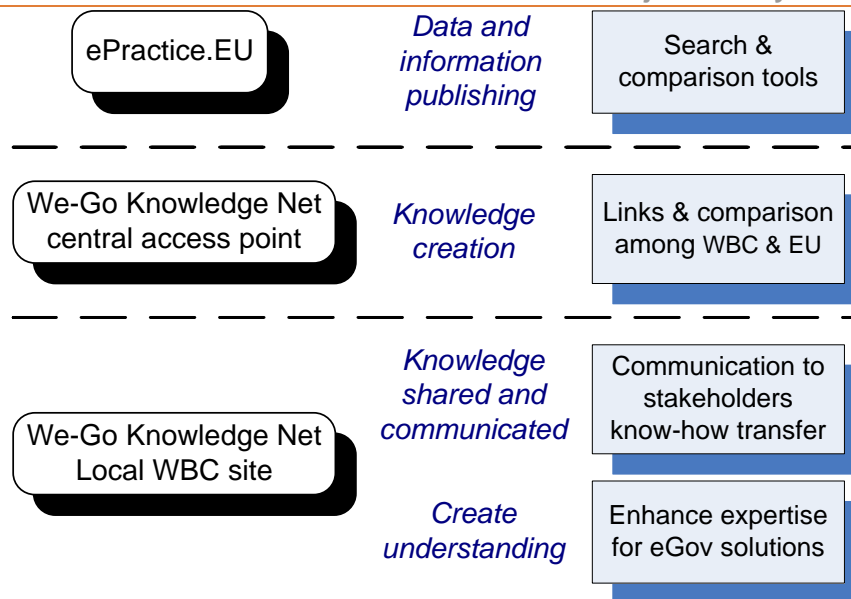 ePractice.EU
Data and
information
publishing
Search &
comparison tools
We-Go Knowledge Net
central access point
Knowledge
creation
Links & comparison
among WBC & EU
We-Go Knowledge Net
Local WBC site
Knowledge
shared and
communicated
Communication to
stakeholders
know-how transfer
Create
understanding
Enhance expertise
for eGov solutions